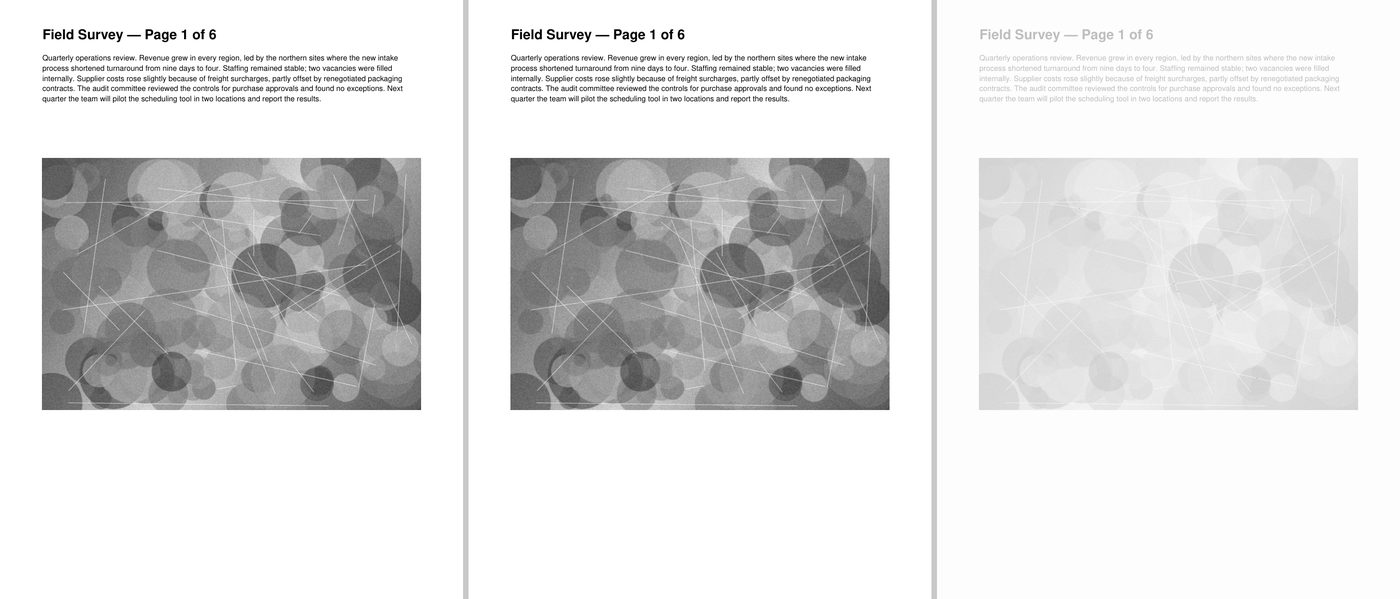 Field Survey — Page 1 of 6
Quarterly operations review. Revenue grew in every region, led by the northern sites where the new intake
process shortened turnaround from nine days to four. Staffing remained stable; two vacancies were filled
internally. Supplier costs rose slightly because of freight surcharges, partly offset by renegotiated packaging
contracts. The audit committee reviewed the controls for purchase approvals and found no exceptions. Next
quarter the team will pilot the scheduling tool in two locations and report the results.
Field Survey — Page 1 of 6
Quarterly operations review. Revenue grew in every region, led by the northern sites where the new intake
process shortened turnaround from nine days to four. Staffing remained stable; two vacancies were filled
internally. Supplier costs rose slightly because of freight surcharges, partly offset by renegotiated packaging
contracts. The audit committee reviewed the controls for purchase approvals and found no exceptions. Next
quarter the team will pilot the scheduling tool in two locations and report the results.
Field Survey — Page 1 of 6
Quarterly operations review. Revenue grew in every region, led by the northern sites where the new intake
process shortened turnaround from nine days to four. Staffing remained stable; two vacancies were filled
internally. Supplier costs rose slightly because of freight surcharges, partly offset by renegotiated packaging
contracts. The audit committee reviewed the controls for purchase approvals and found no exceptions. Next
quarter the team will pilot the scheduling tool in two locations and report the results.